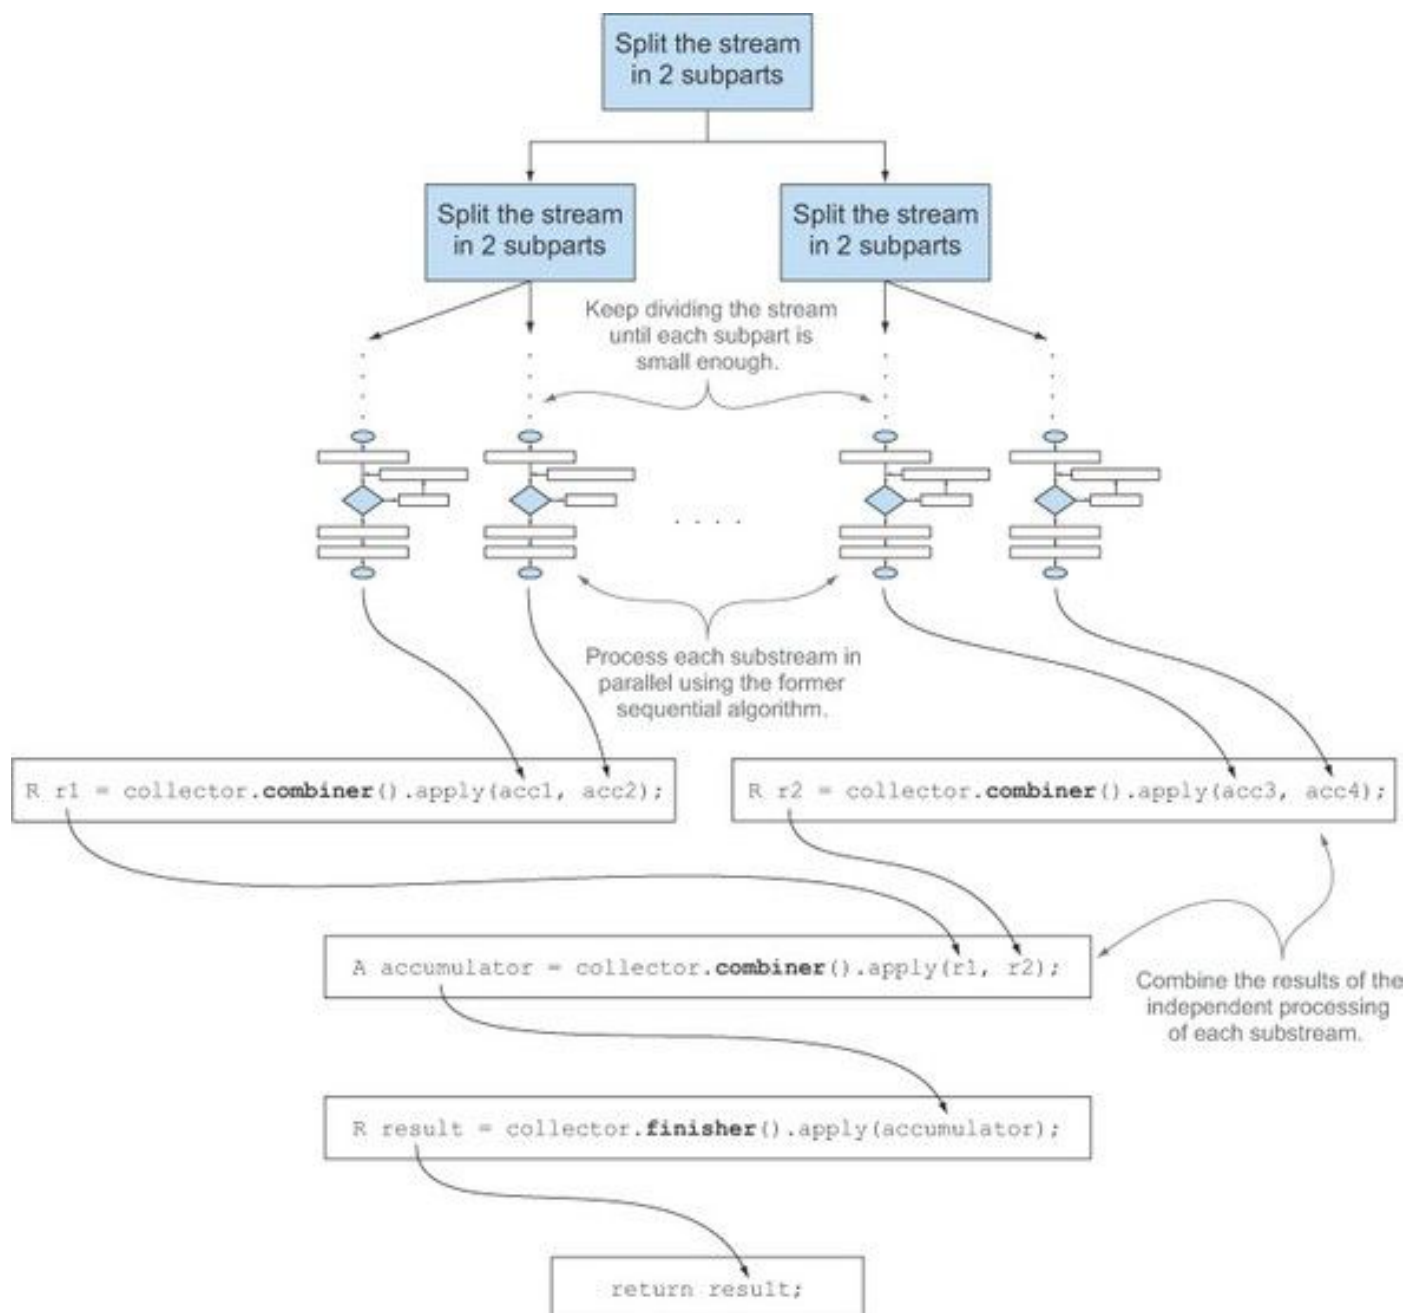 Split the stream
in 2 subparts
Split the stream
in 2 subparts
Split the stream
in 2 subparts
Keep dividing the stream
until each subpart is
small enough.
Process each substream in
parallel using the former
sequential algorithm.
R r1 = collector.combiner().apply(acc1, acc2);
R r2 = collector.combiner().apply(acc3, acc4);
A accumulator = collector.combiner().apply(r1, r2);
Combine the results of the
independent processing
of each substream.
R result = collector.finisher().apply(accumulator);
return result;